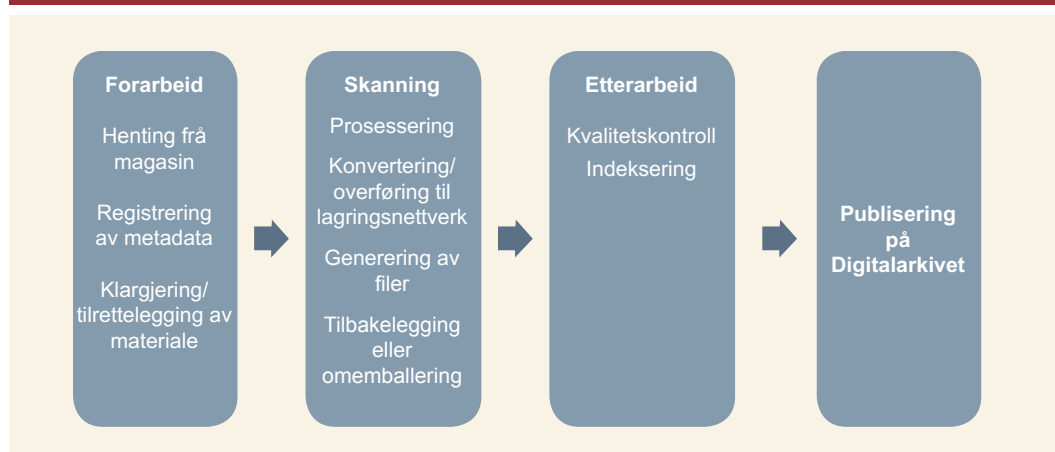 Forarbeid
Henting frå
magasin
Registrering
av metadata
Klargjering/
tilrettelegging av
materiale
Skanning
Prosessering
Konvertering/
overføring til
lagringsnettverk
Generering av
filer
Tilbakelegging
eller
omemballering
Etterarbeid
Kvalitetskontroll
Indeksering
Publisering
på
Digitalarkivet